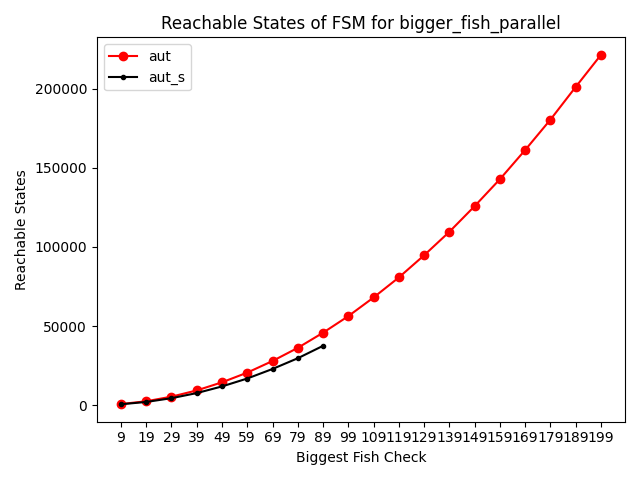 Reachable States of FSM for bigger_fish_parallel
aut
aut_s
Reachable States
200000
150000
100000
50000
0
9 19 29 39 49 59 69 79 89 99 109 119 129 139 149 159 169 179 189 199
Biggest Fish Check